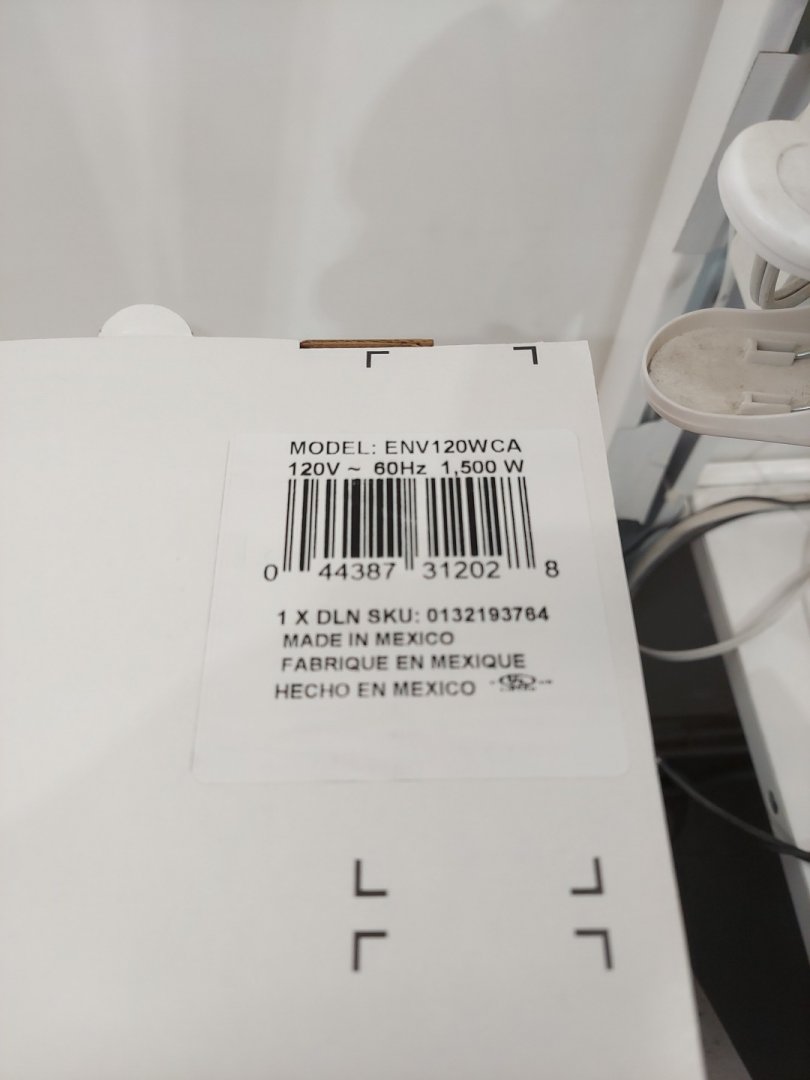 MODEL: ENV120WCA
120V ~ 60Hz 1,500 W
0 44387 31202 8
1 X DLN SKU: 0132193764
MADE IN MEXICO
FABRIQUE EN MEXIQUE
HECHO EN MEXICO